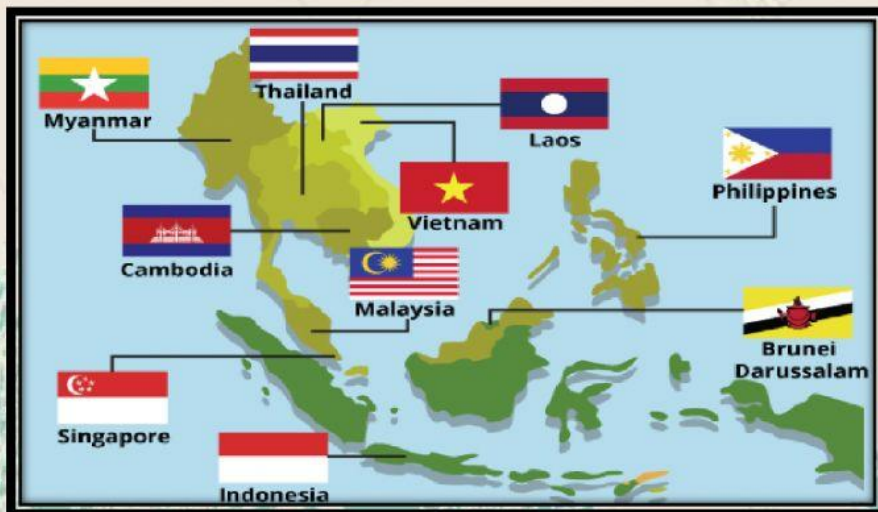 Thailand
Myanmar
Laos
Philippines
Vietnam
Cambodia
Malaysia
Brunei
Darussalam
Singapore
Indonesia